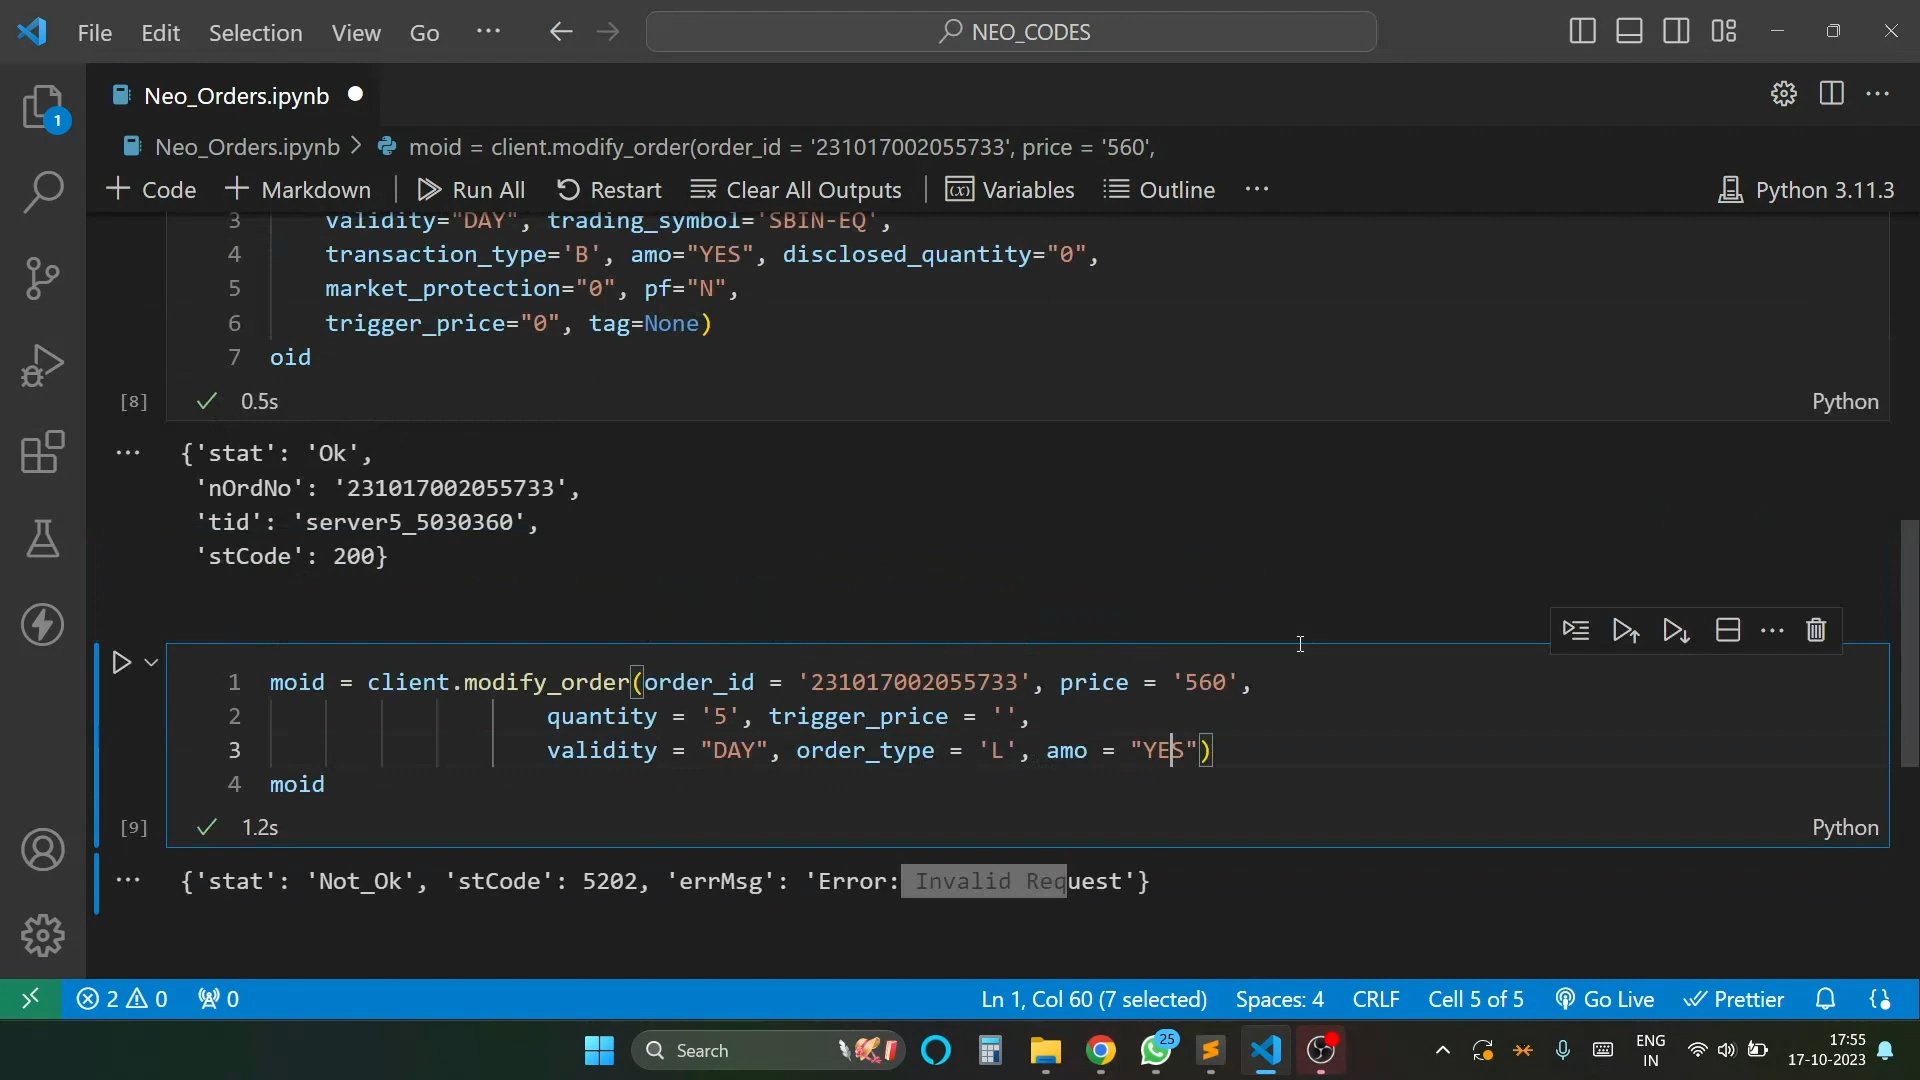 File Edit Selection View Go ··· NEO_CODES
Neo_Orders.ipynb
Neo_Orders.ipynb > moid = client.modify_order(order_id = '231017002055733', price = '560',
+ Code + Markdown | Run All Restart Clear All Outputs | Variables Outline ··· Python 3.11.3
3 validity="DAY", trading_symbol='SBIN-EQ',
4 transaction_type='B', amo="YES", disclosed_quantity="0",
5 market_protection="0", pf="N",
6 trigger_price="0", tag=None)
7 oid
[8] 0.5s Python
{'stat': 'Ok',
'nOrdNo': '231017002055733',
'tid': 'server5_5030360',
'stCode': 200}
1 moid = client.modify_order(order_id = '231017002055733', price = '560',
2 quantity = '5', trigger_price = '',
3 validity = "DAY", order_type = 'L', amo = "YES")
4 moid
[9] 1.2s Python
{'stat': 'Not_Ok', 'stCode': 5202, 'errMsg': 'Error: Invalid Request'}
1
2 0 0 Ln 1, Col 60 (7 selected) Spaces: 4 CRLF Cell 5 of 5 Go Live Prettier
Search 25 ENG IN 17:55
17-10-2023